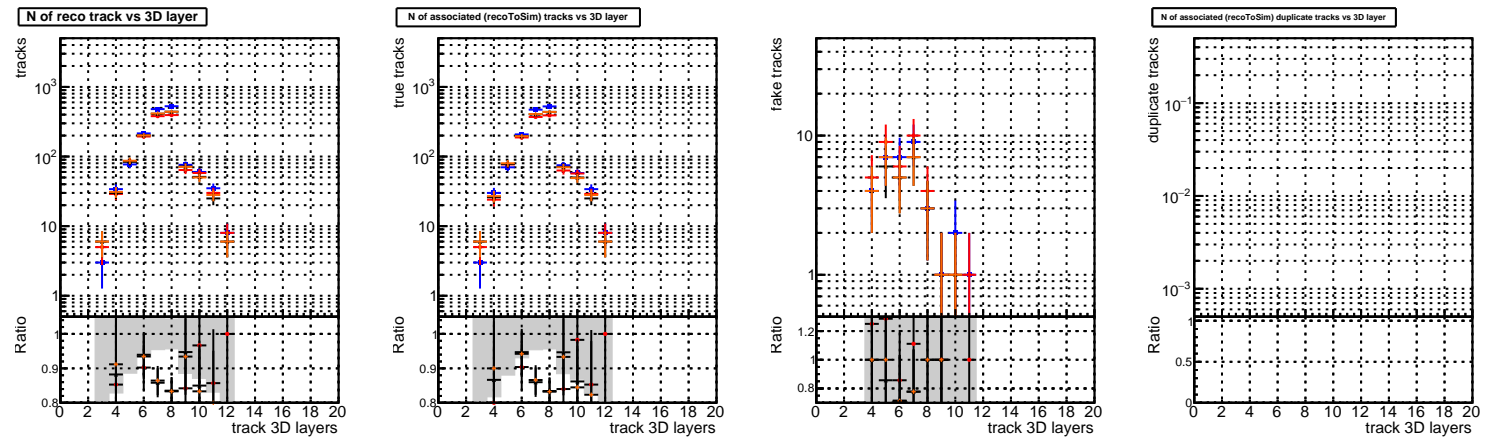 N of reco track vs 3D layer
tracks
10³
10²
10
1
Ratio
1
0.9
0.8
0 2 4 6 8 10 12 14 16 18 20
track 3D layers
N of associated (recoToSim) tracks vs 3D layer
true tracks
10³
10²
10
1
Ratio
1
0.9
0.8
0 2 4 6 8 10 12 14 16 18 20
track 3D layers
fake tracks
10
1
Ratio
1.2
1
0.8
0 2 4 6 8 10 12 14 16 18 20
track 3D layers
N of associated (recoToSim) duplicate tracks vs 3D layer
duplicate tracks
10⁻¹
10⁻²
10⁻³
Ratio
1
0.5
0
0 2 4 6 8 10 12 14 16 18 20
track 3D layers